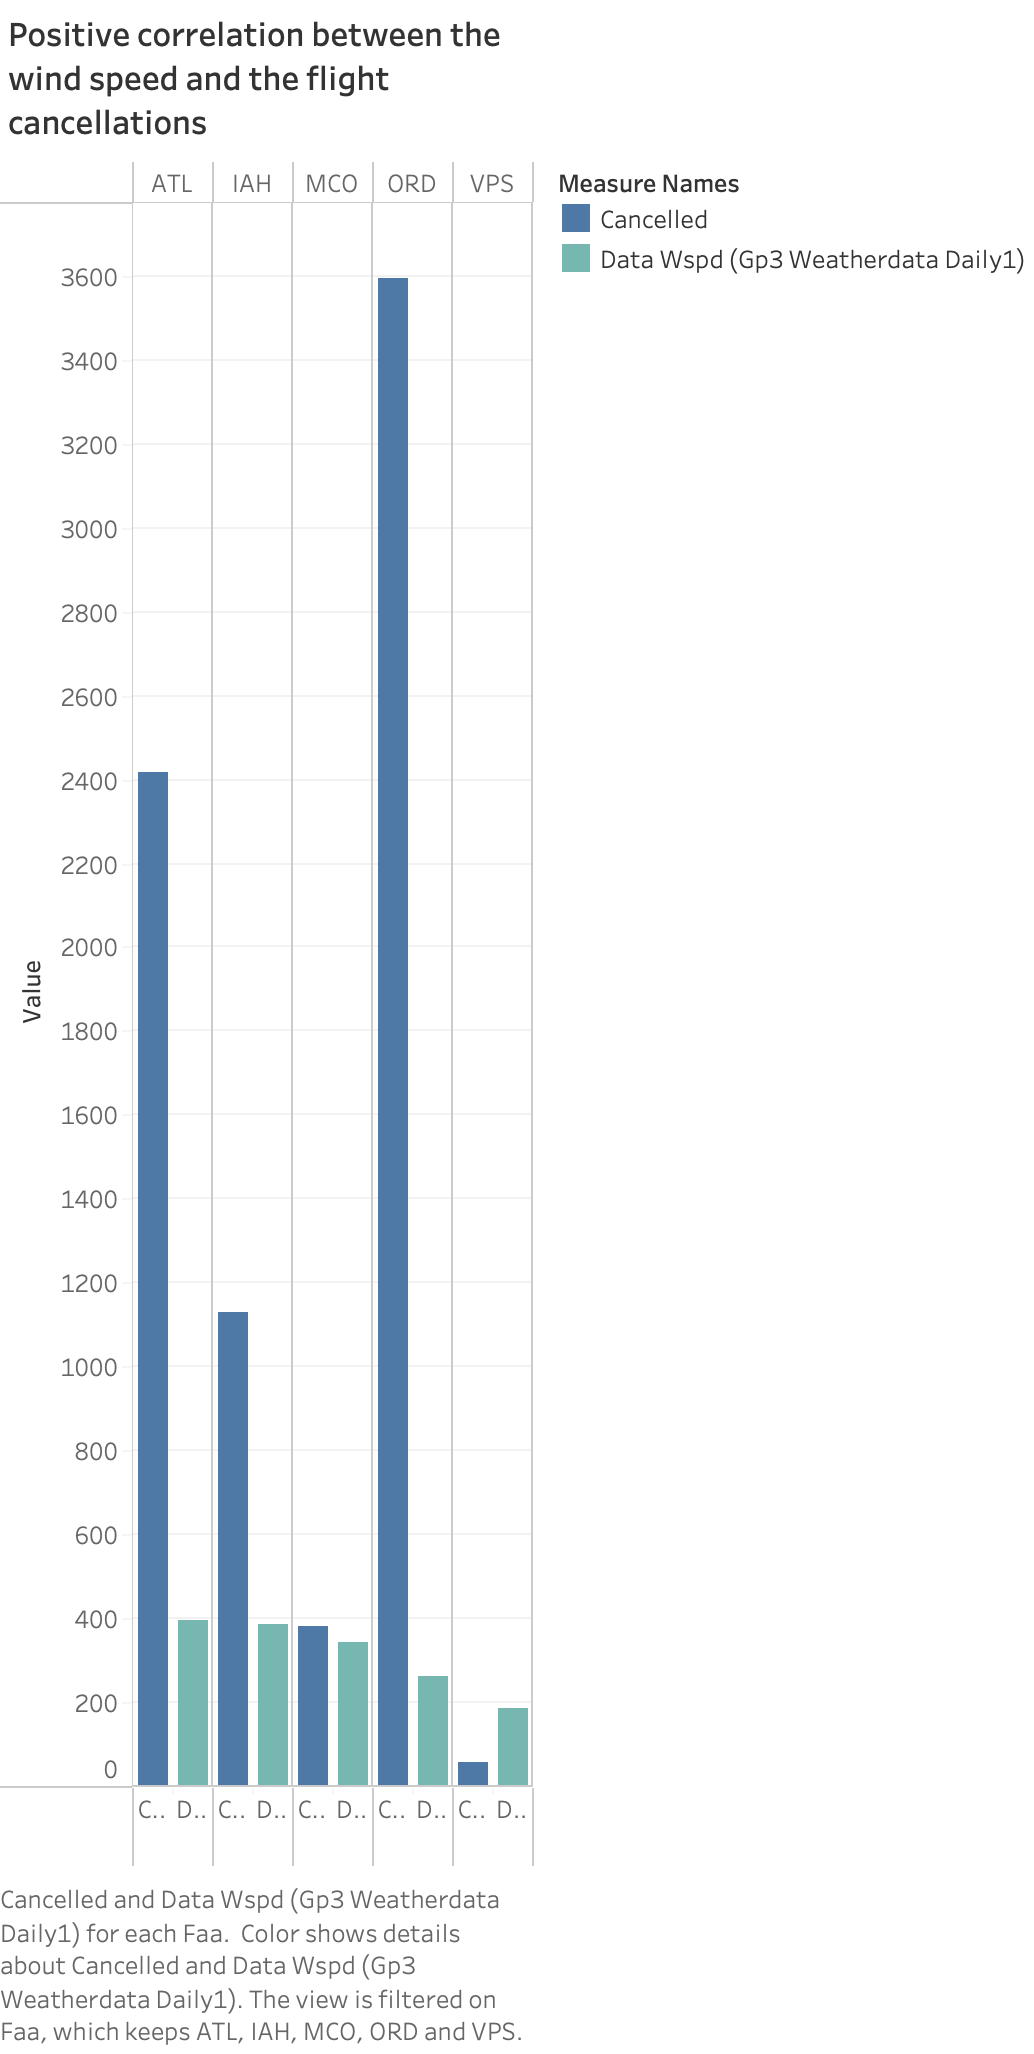 Positive correlation between the
wind speed and the flight
cancellations
ATL IAH MCO ORD VPS
Measure Names
Cancelled
Data Wspd (Gp3 Weatherdata Daily1)
3600
3400
3200
3000
2800
2600
2400
2200
2000
1800
1600
1400
1200
1000
800
600
400
200
0
Value
C.. D.. C.. D.. C.. D.. C.. D.. C.. D..
Cancelled and Data Wspd (Gp3 Weatherdata
Daily1) for each Faa.  Color shows details
about Cancelled and Data Wspd (Gp3
Weatherdata Daily1). The view is filtered on
Faa, which keeps ATL, IAH, MCO, ORD and VPS.